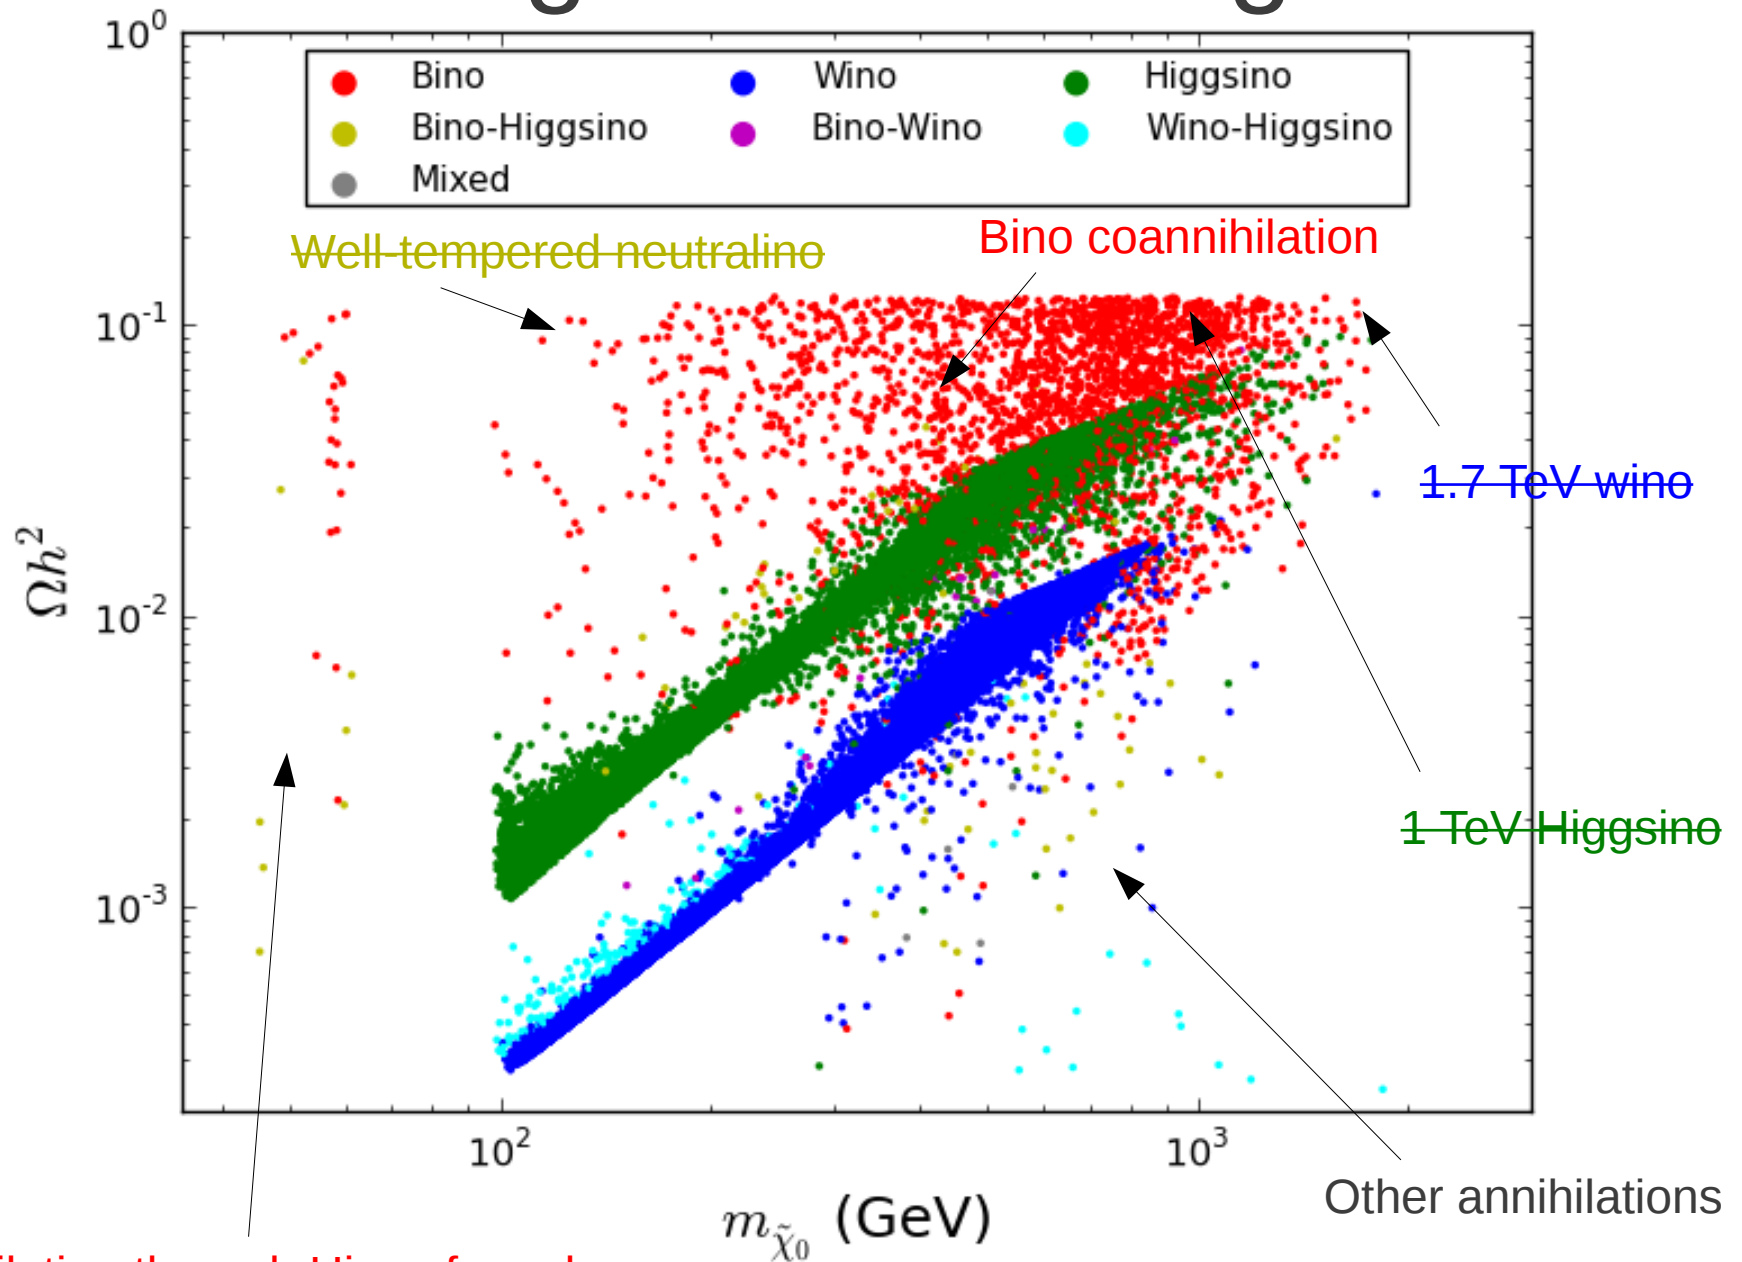 10^0
Bino Wino Higgsino
Bino-Higgsino Bino-Wino Wino-Higgsino
Mixed
Well-tempered neutralino
Bino coannihilation
10^-1
1.7 TeV wino
Ωh^2
10^-2
1 TeV Higgsino
10^-3
10^2 10^3
Other annihilations
m_χ̃0 (GeV)